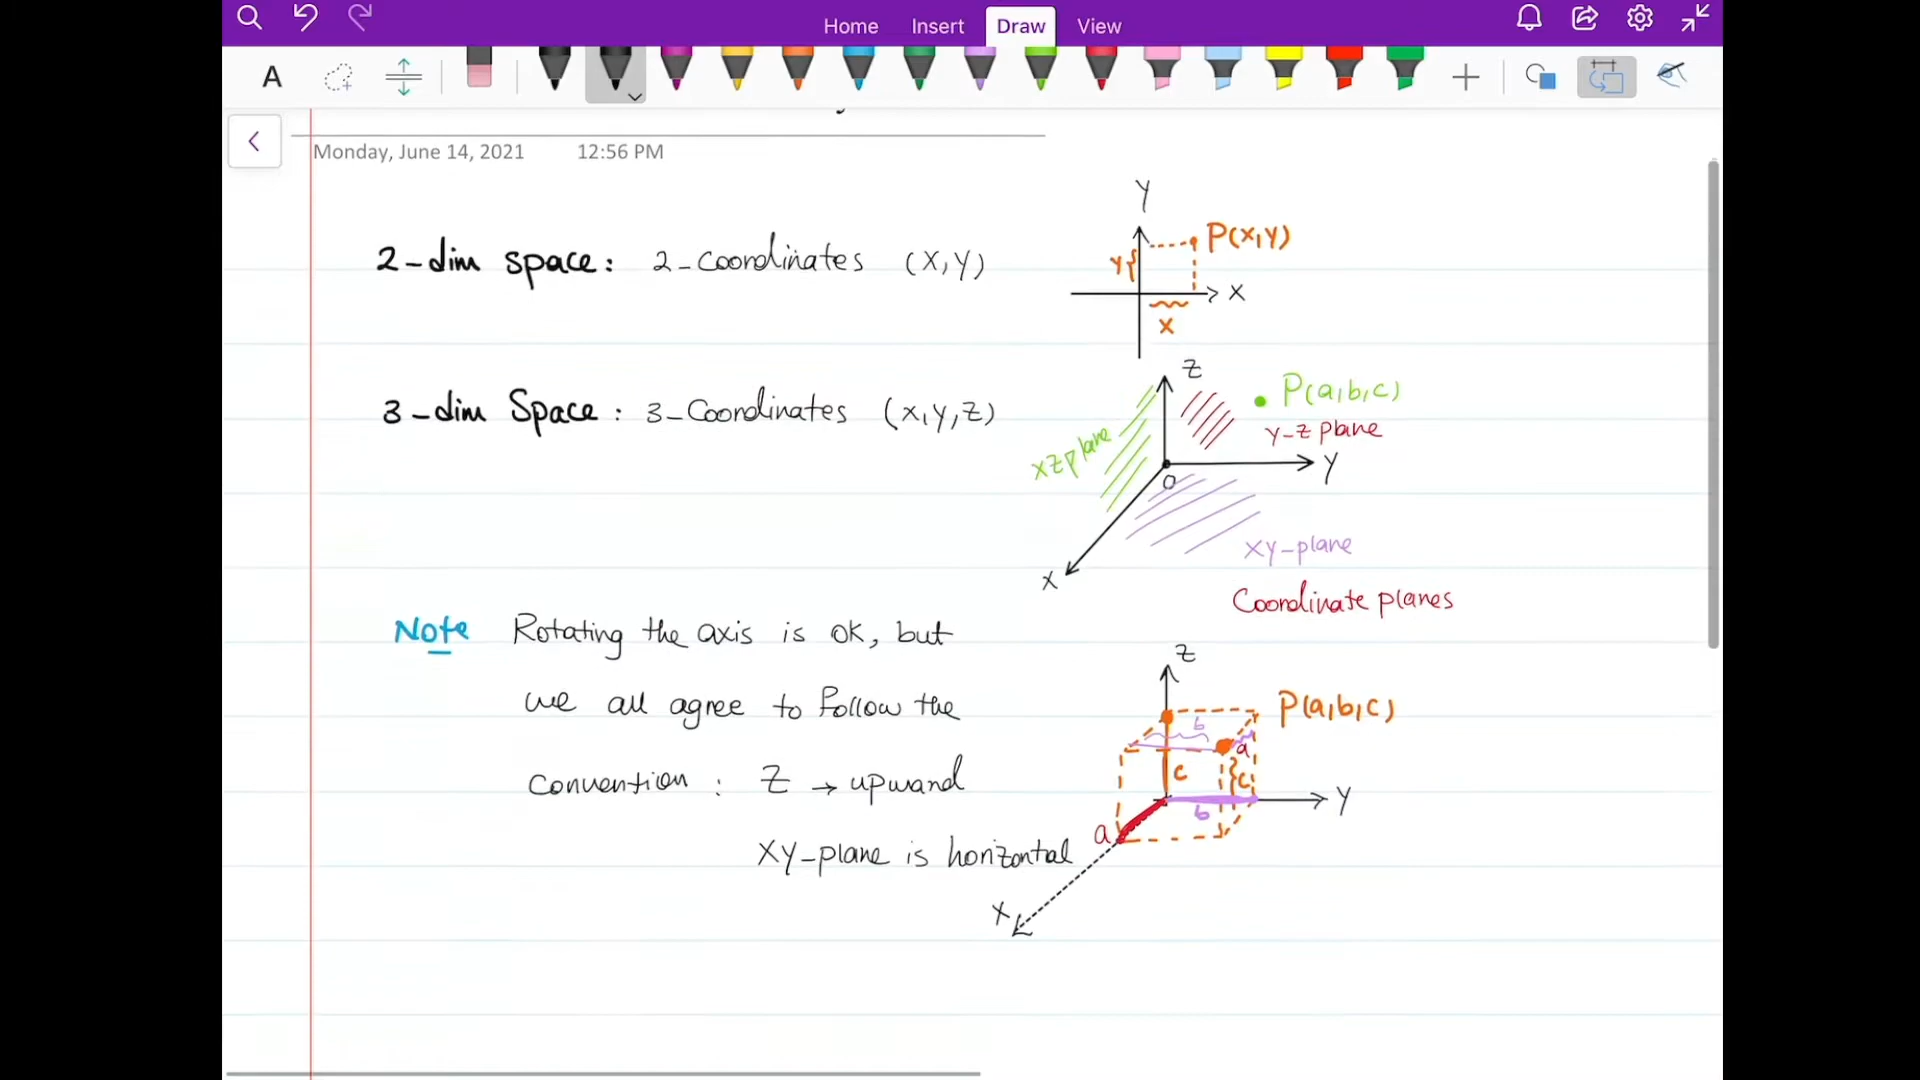 Home Insert Draw View
A
Monday, June 14, 2021 12:56 PM
Y
2-dim space: 2-Coordinates (X,Y)
P(X,Y)
Y
X
X
Z
3-dim Space: 3-Coordinates (X,Y,Z)
P(a,b,c)
Y-Z plane
XZ plane
Y
O
XY-plane
X
Coordinate planes
Note Rotating the axis is OK, but
we all agree to Follow the
Convention: Z → upward
XY-plane is horizontal
Z
P(a,b,c)
b
a
c
c
b
Y
a
X